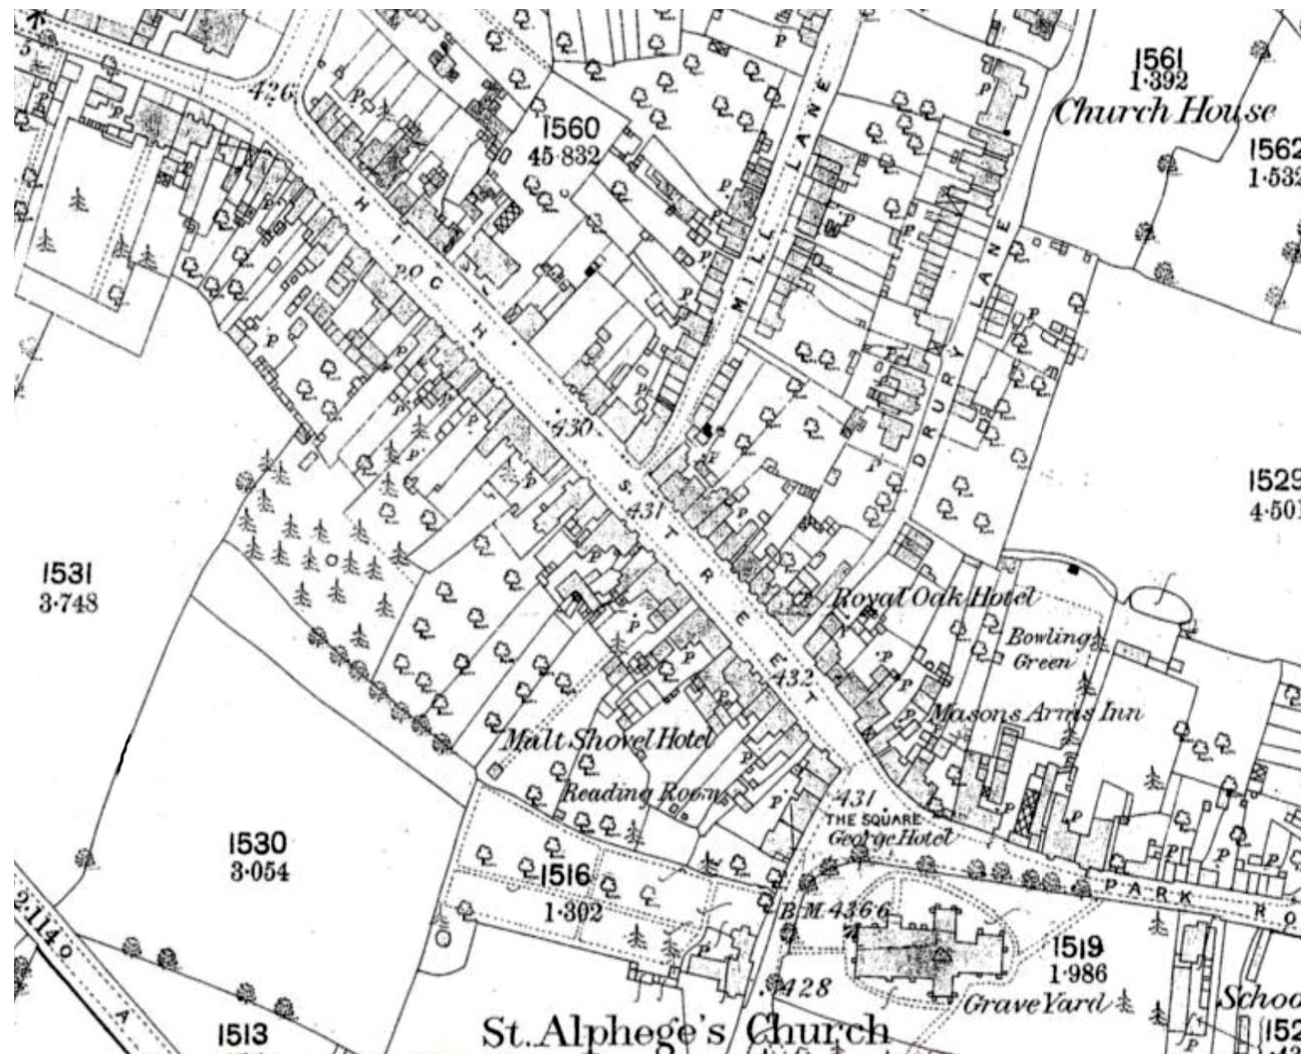 1561
1·392
Church House
1562
1·532
426
1560
45·832
MILL LANE
HIGH STREET
P.O
DRURY LANE
430
431
S.
1529
4·501
1531
3·748
Royal Oak Hotel
Bowling
Green
432
Masons Arms Inn
Malt Shovel Hotel
Reading Room
431
THE SQUARE
George Hotel
1530
3·054
1516
1·302
PARK RO
2·114
B.M. 436·6
1519
1·986
428
Grave Yard
Schoo
1513
St. Alphege's Church
152